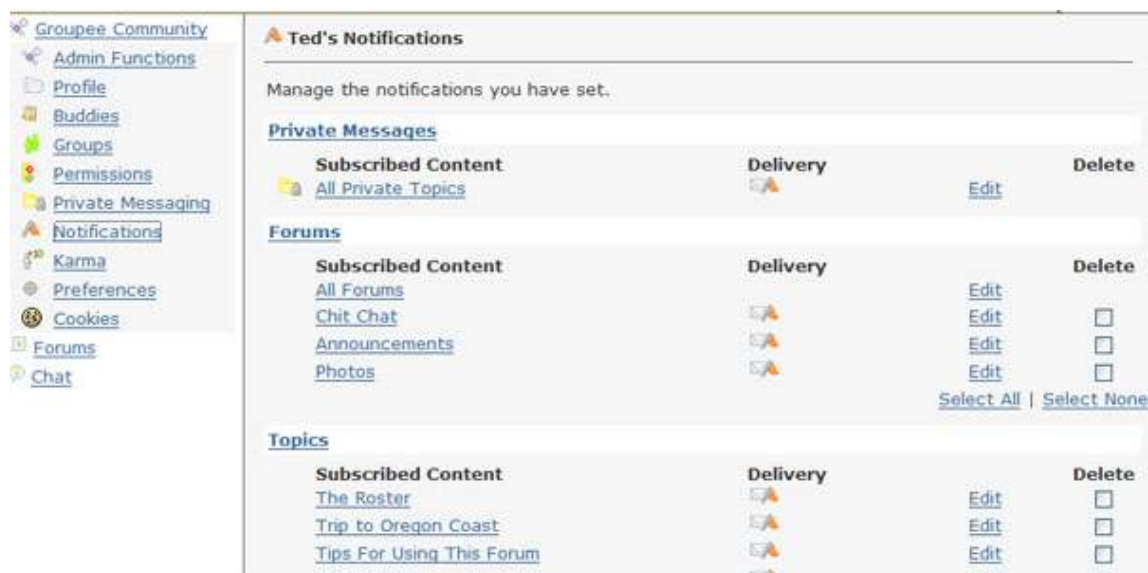 Groupee Community
Admin Functions
Profile
Buddies
Groups
Permissions
Private Messaging
Notifications
Karma
Preferences
Cookies
Forums
Chat
Ted's Notifications
Manage the notifications you have set.
Private Messages
Subscribed Content Delivery Delete
All Private Topics Edit
Forums
Subscribed Content Delivery Delete
All Forums Edit
Chit Chat Edit
Announcements Edit
Photos Edit
Select All | Select None
Topics
Subscribed Content Delivery Delete
The Roster Edit
Trip to Oregon Coast Edit
Tips For Using This Forum Edit